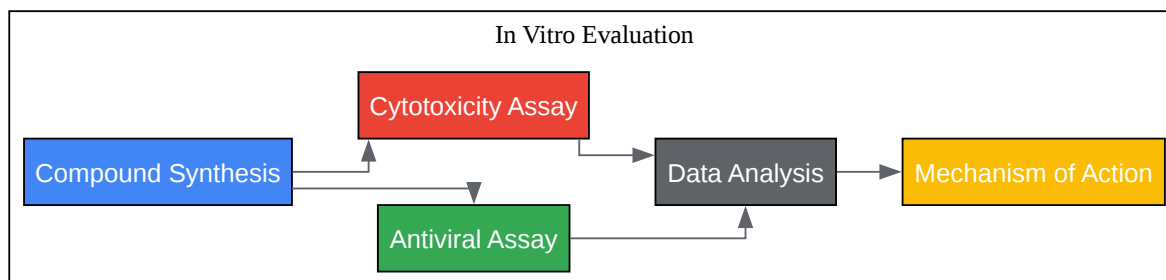 In Vitro Evaluation
Cytotoxicity Assay
Compound Synthesis
Data Analysis
Mechanism of Action
Antiviral Assay